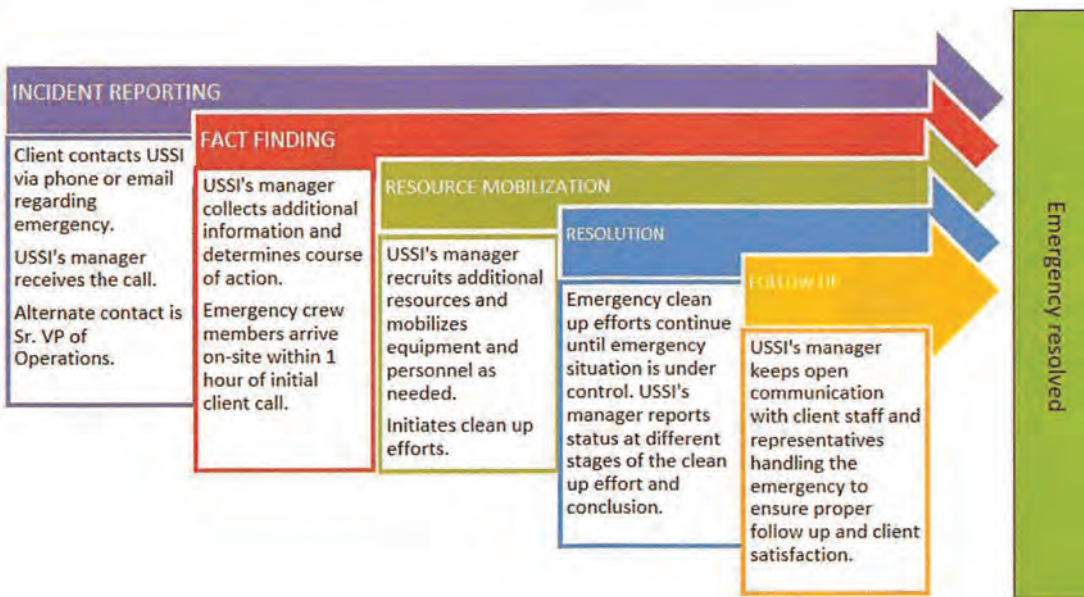 INCIDENT REPORTING
Client contacts USSI
via phone or email
regarding
emergency.
USSI's manager
receives the call.
Alternate contact is
Sr. VP of
Operations.
FACT FINDING
USSI's manager
collects additional
information and
determines course
of action.
Emergency crew
members arrive
on-site within 1
hour of initial
client call.
RESOURCE MOBILIZATION
USSI's manager
recruits additional
resources and
mobilizes
equipment and
personnel as
needed.
Initiates clean up
efforts.
RESOLUTION
Emergency clean
up efforts continue
until emergency
situation is under
control. USSI's
manager reports
status at different
stages of the clean
up effort and
conclusion.
FOLLOW UP
USSI's manager
keeps open
communication
with client staff and
representatives
handling the
emergency to
ensure proper
follow up and client
satisfaction.
Emergency resolved